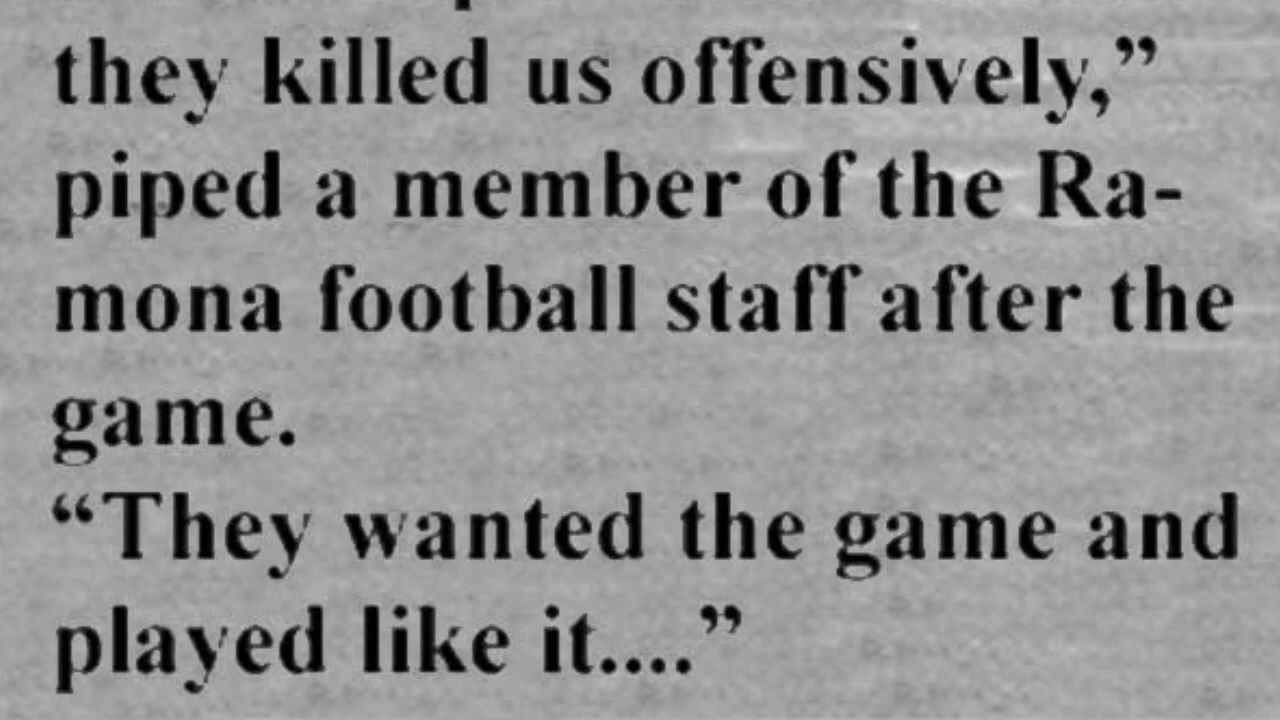 they killed us offensively,”
piped a member of the Ra-
mona football staff after the
game.
“They wanted the game and
played like it....”